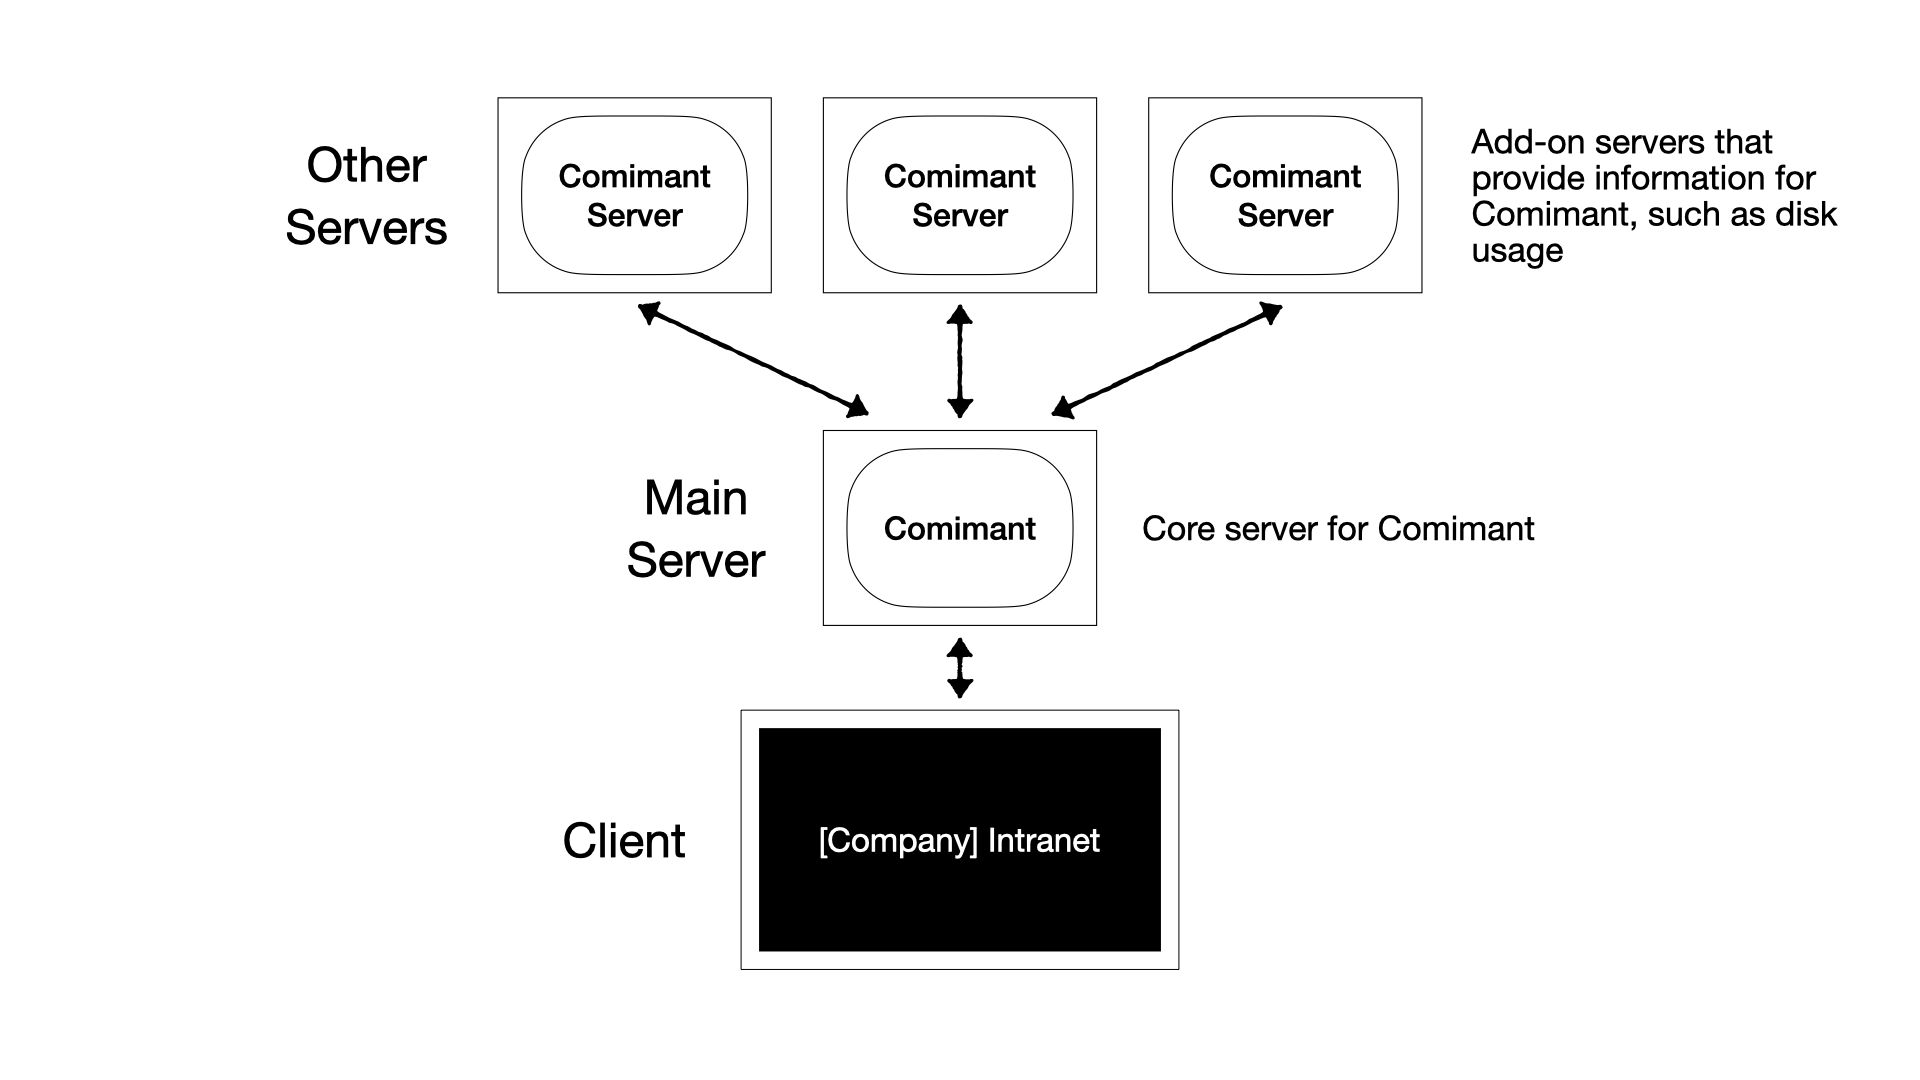 Other
Servers
Comimant
Server
Comimant
Server
Comimant
Server
Add-on servers that
provide information for
Comimant, such as disk
usage
Main
Server
Comimant
Core server for Comimant
Client
[Company] Intranet